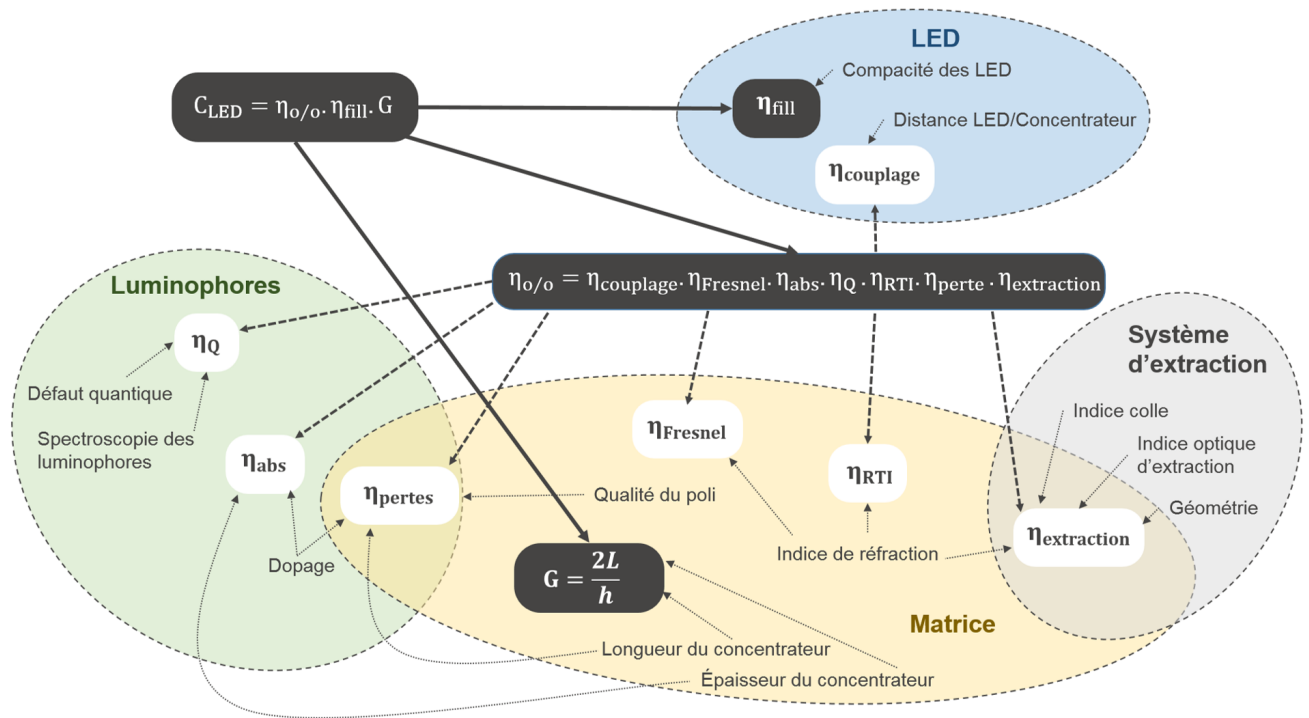 LED
Compacité des LED
C_LED = η_o/o. η_fill. G
η_fill
Distance LED/Concentrateur
η_couplage
Luminophores
η_o/o = η_couplage. η_Fresnel. η_abs. η_Q . η_RTI. η_perte . η_extraction
η_Q
Système
d’extraction
Défaut quantique
Indice colle
Spectroscopie des
luminophores
η_Fresnel
Indice optique
d’extraction
η_abs
η_RTI
η_pertes
Qualité du poli
Géométrie
η_extraction
Indice de réfraction
Dopage
G = 2L/h
Matrice
Longueur du concentrateur
Épaisseur du concentrateur